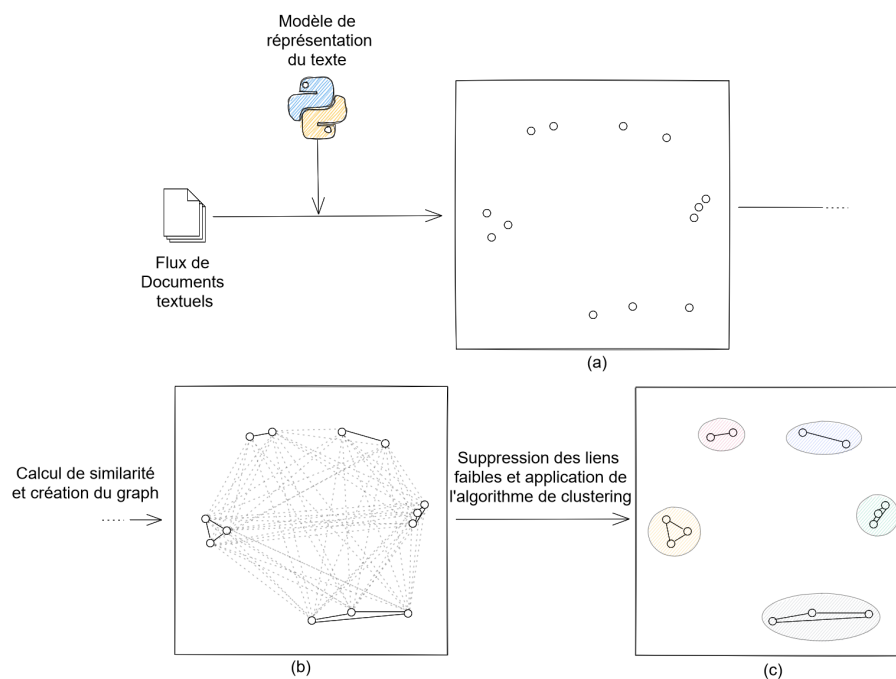 Modèle de
réprésentation
du texte
Flux de
Documents
textuels
(a)
Calcul de similarité
et création du graph
(b)
Suppression des liens
faibles et application de
l'algorithme de clustering
(c)